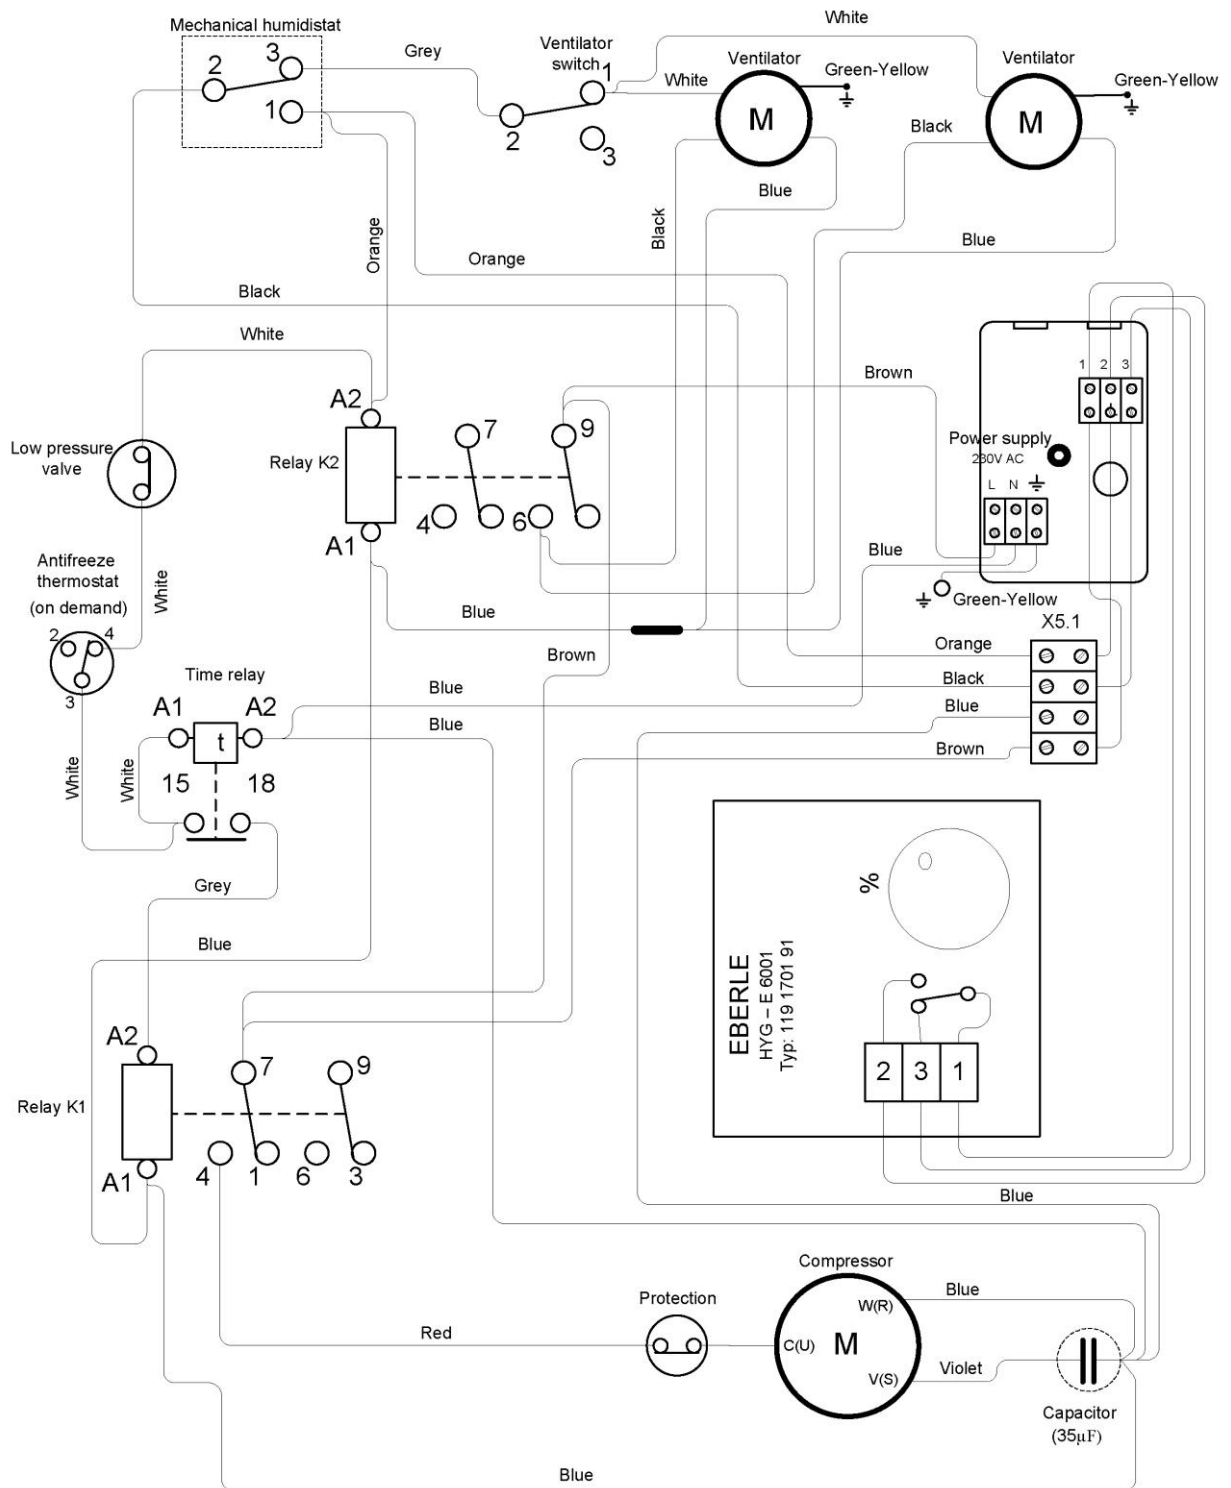 White
Mechanical humidistat
Ventilator
switch
Grey
3
2
1
1
2
3
White
Ventilator
Green-Yellow
M
Ventilator
Green-Yellow
M
Black
Blue
Black
Orange
Blue
Orange
Black
White
Brown
A2
7
9
1 2 3
Low pressure
valve
Relay K2
Power supply
230V AC
L N
4
6
A1
Antifreeze
thermostat
(on demand)
White
Blue
Blue
Green-Yellow
X5.1
2
4
3
Brown
Orange
Time relay
Blue
Black
A1
A2
Blue
Blue
t
Brown
White
White
15
18
%
Grey
Blue
EBERLE
HYG – E 6001
Typ: 119 1701 91
A2
7
9
2 3 1
Relay K1
A1
4
1
6
3
Blue
Compressor
Protection
W(R)
Blue
Red
C(U)
M
V(S)
Violet
Capacitor
(35µF)
Blue